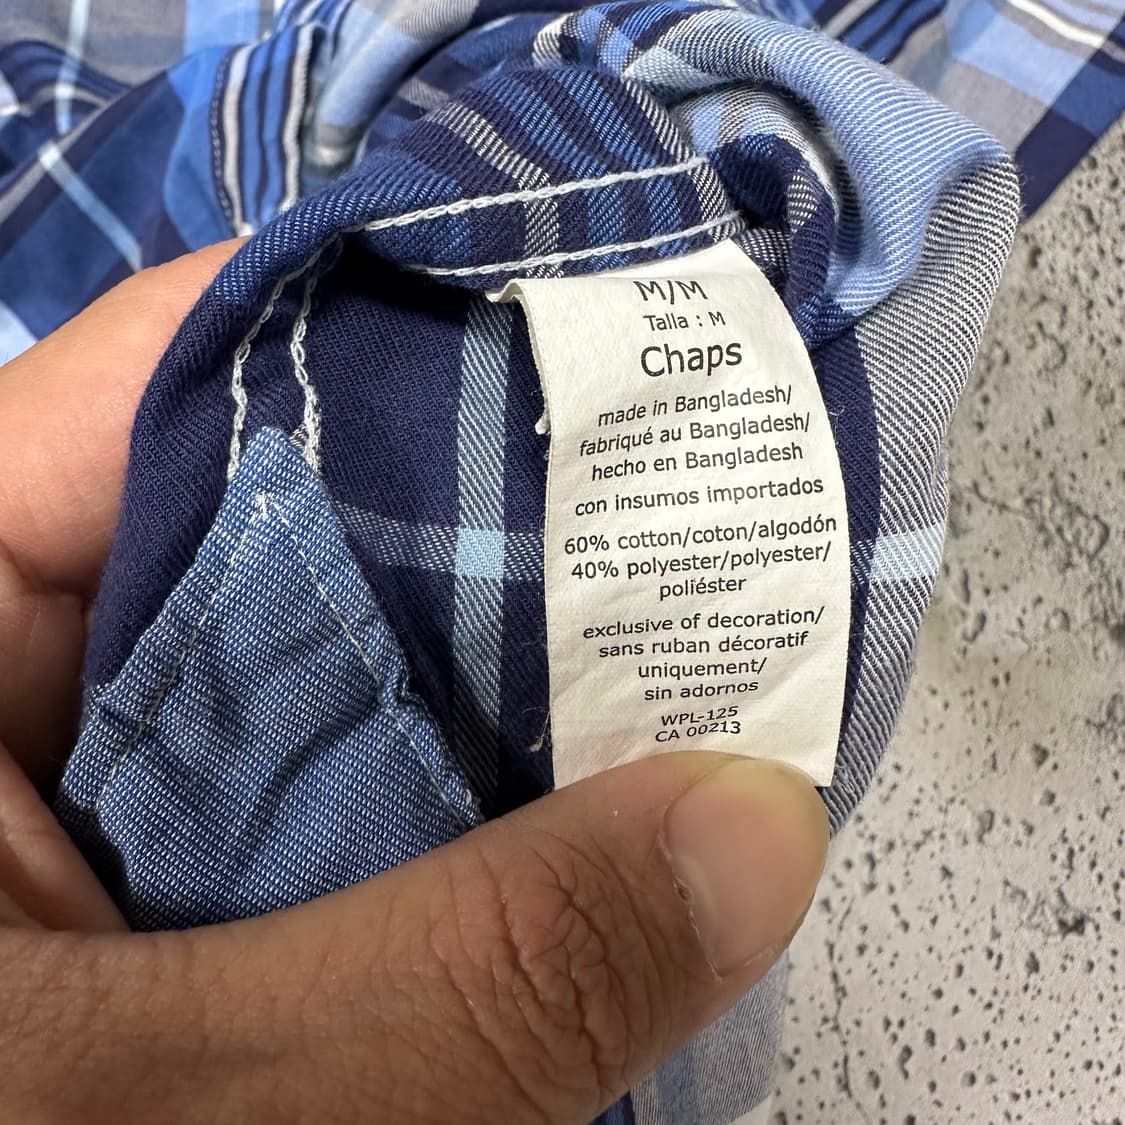 M/M
Talla : M
Chaps
made in Bangladesh/
fabriqué au Bangladesh/
hecho en Bangladesh
con insumos importados
60% cotton/coton/algodón
40% polyester/polyester/
poliéster
exclusive of decoration/
sans ruban décoratif
uniquement/
sin adornos
WPL-125
CA 00213